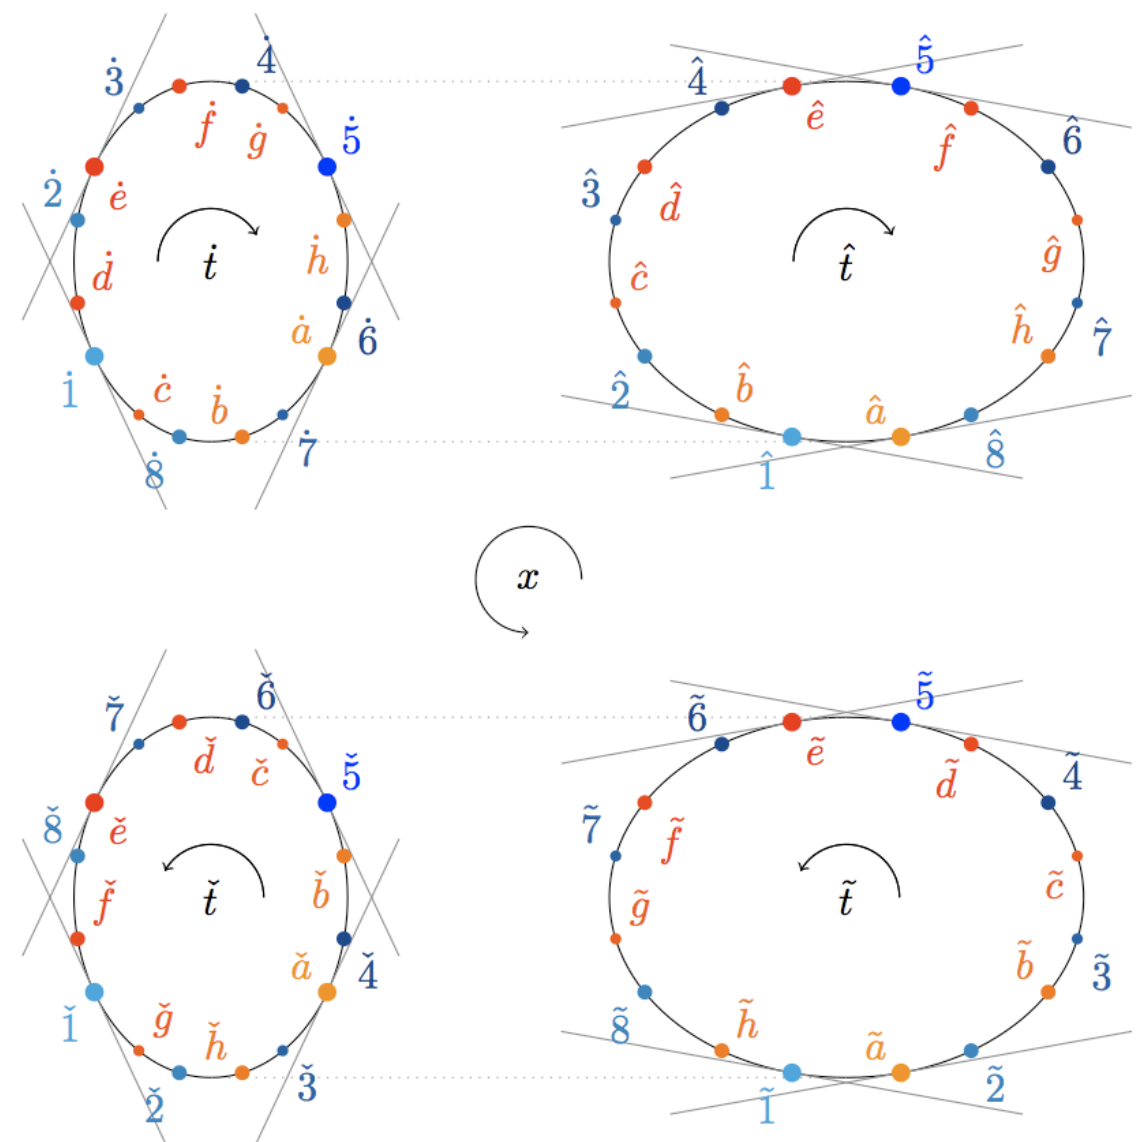 4̇
3̇
5̇
ḟ
ġ
2̇
ė
ṫ
ḣ
ḋ
ȧ
6̇
1̇
ċ
ḃ
7̇
8̇
5̂
4̂
ê
f̂
6̂
3̂
d̂
t̂
ĝ
ĉ
ĥ
7̂
2̂
b̂
â
8̂
1̂
x
6̌
7̌
ď
č
5̌
8̌
ě
ť
b̌
f̌
ǎ
4̌
1̌
ǧ
ȟ
3̌
2̌
5̃
6̃
ẽ
d̃
4̃
7̃
f̃
t̃
c̃
g̃
b̃
3̃
8̃
h̃
ã
2̃
1̃